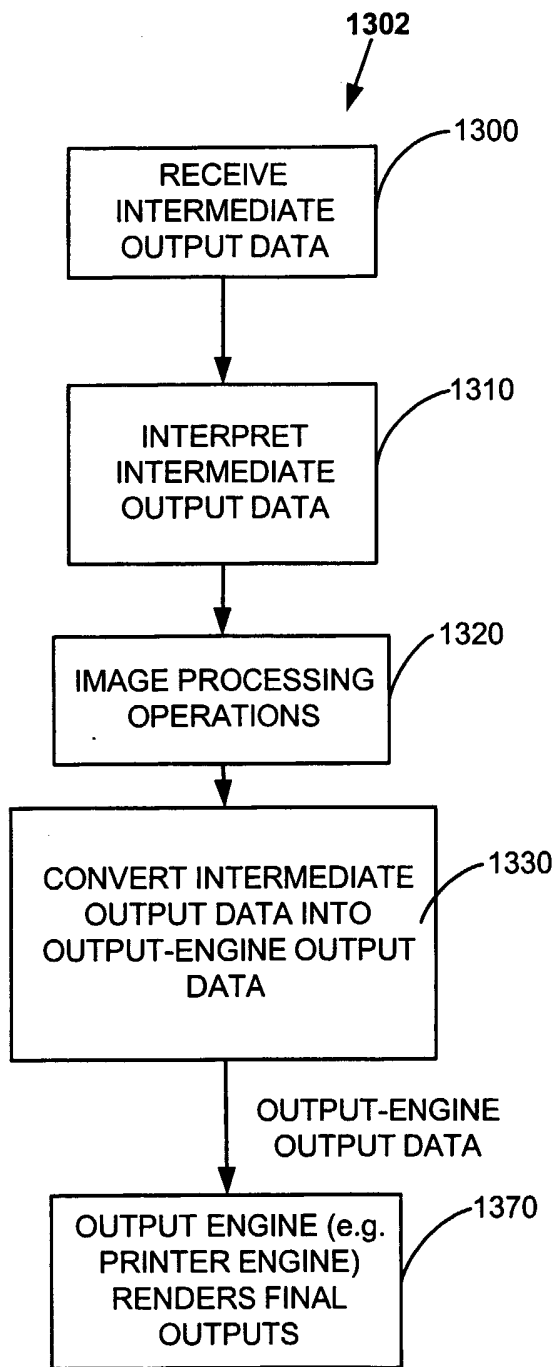 1302
1300
RECEIVE
INTERMEDIATE
OUTPUT DATA
1310
INTERPRET
INTERMEDIATE
OUTPUT DATA
1320
IMAGE PROCESSING
OPERATIONS
1330
CONVERT INTERMEDIATE
OUTPUT DATA INTO
OUTPUT-ENGINE OUTPUT
DATA
OUTPUT-ENGINE
OUTPUT DATA
1370
OUTPUT ENGINE (e.g.
PRINTER ENGINE)
RENDERS FINAL
OUTPUTS